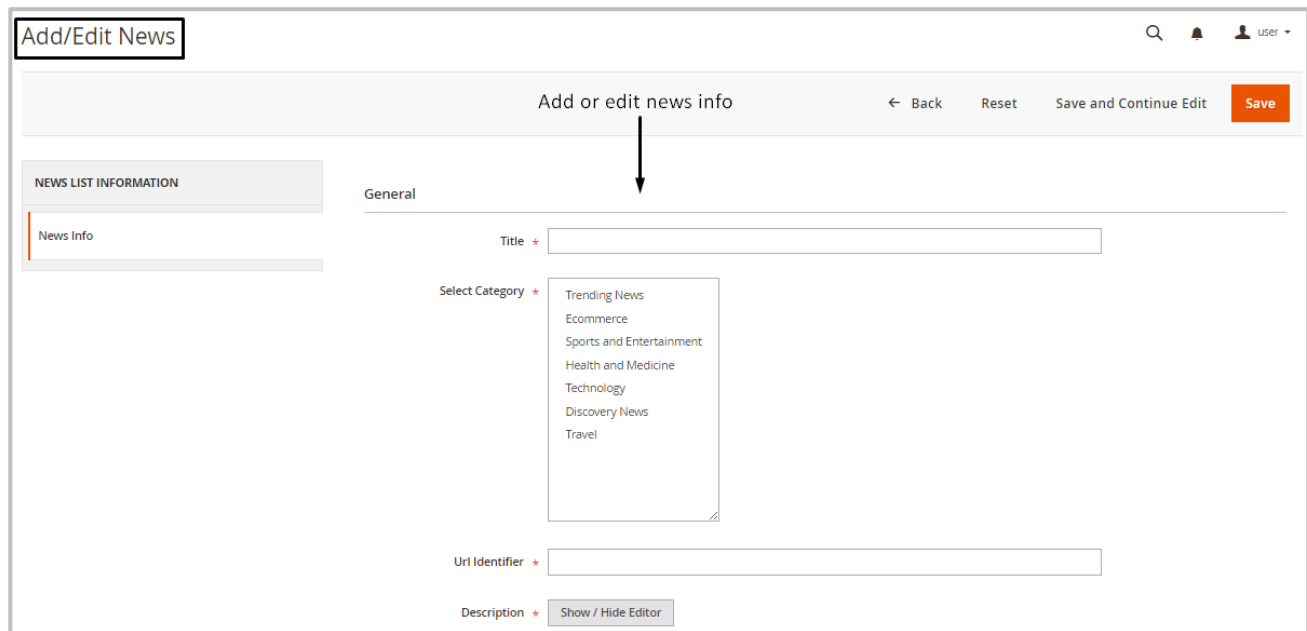 Add/Edit News
user
Add or edit news info
← Back Reset Save and Continue Edit Save
NEWS LIST INFORMATION
News Info
General
Title *
Select Category *
Trending News
Ecommerce
Sports and Entertainment
Health and Medicine
Technology
Discovery News
Travel
Url Identifier *
Description * Show / Hide Editor